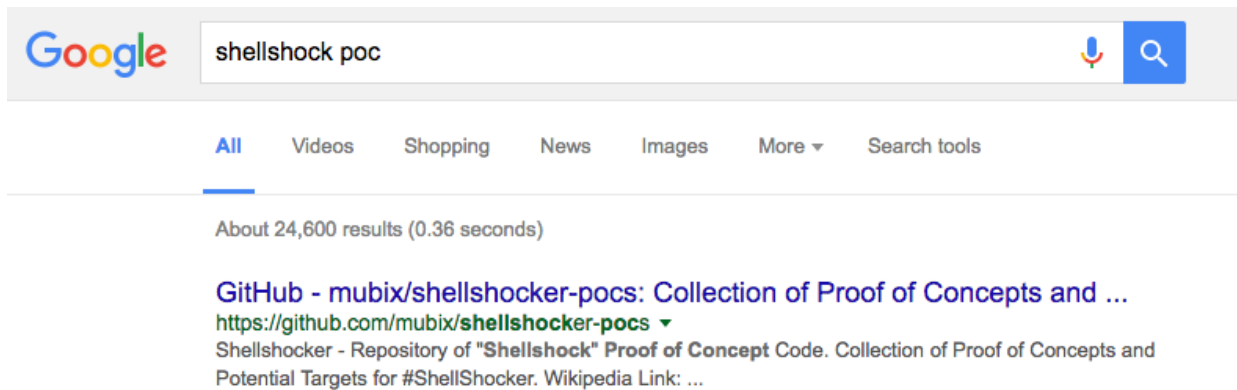 Google shellshock poc
All Videos Shopping News Images More Search tools
About 24,600 results (0.36 seconds)
GitHub - mubix/shellshocker-pocs: Collection of Proof of Concepts and ...
https://github.com/mubix/shellshocker-pocs
Shellshocker - Repository of "Shellshock" Proof of Concept Code. Collection of Proof of Concepts and
Potential Targets for #ShellShocker. Wikipedia Link: ...